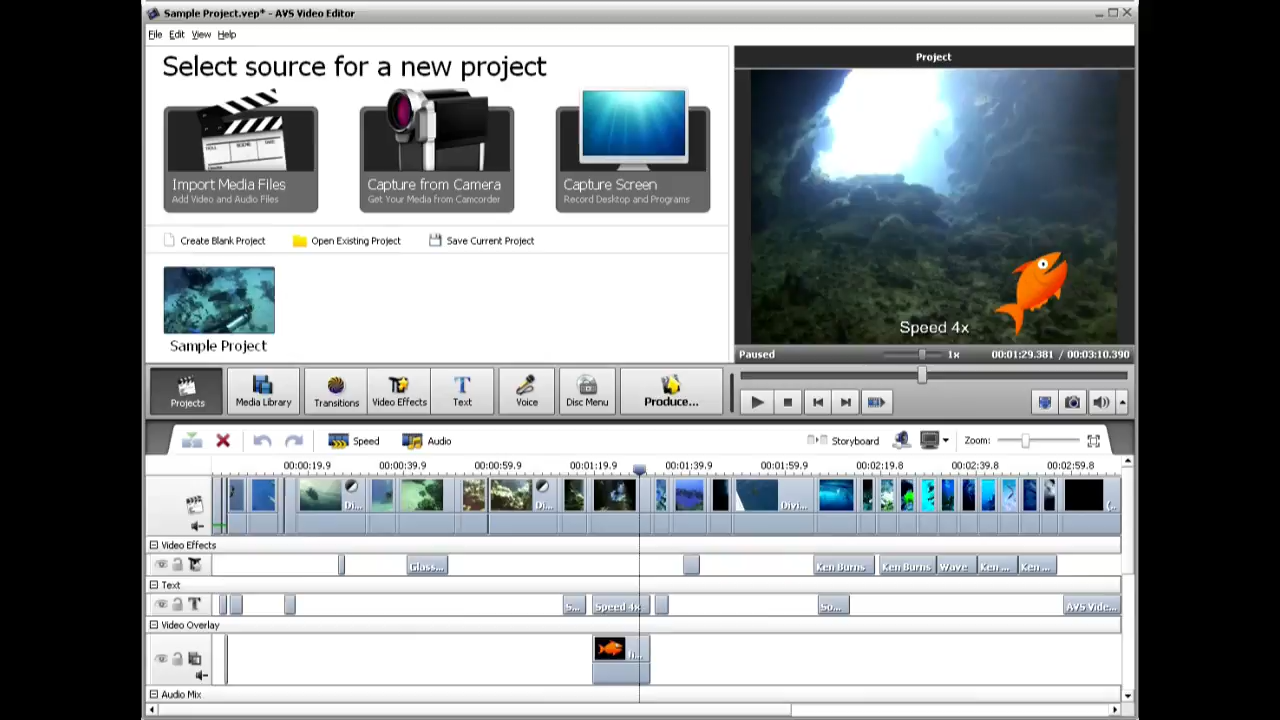 Sample Project.vep* - AVS Video Editor
File Edit View Help
Select source for a new project
Project
Import Media Files
Add Video and Audio Files
Capture from Camera
Get Your Media from Camcorder
Capture Screen
Record Desktop and Programs
Create Blank Project Open Existing Project Save Current Project
Speed 4x
Sample Project
Paused 1x 00:01:29.381 / 00:03:10.390
Projects Media Library Transitions Video Effects Text Voice Disc Menu Produce...
Speed Audio Storyboard Zoom:
00:00:19.9 00:00:39.9 00:00:59.9 00:01:19.9 00:01:39.9 00:01:59.9 00:02:19.8 00:02:39.8 00:02:59.8
Di... Di... Divi... (...
Video Effects
Glass... Ken Burns Ken Burns Wave Ken ... Ken ...
Text
T S... Speed 4x So... AVS Vide...
Video Overlay
Audio Mix